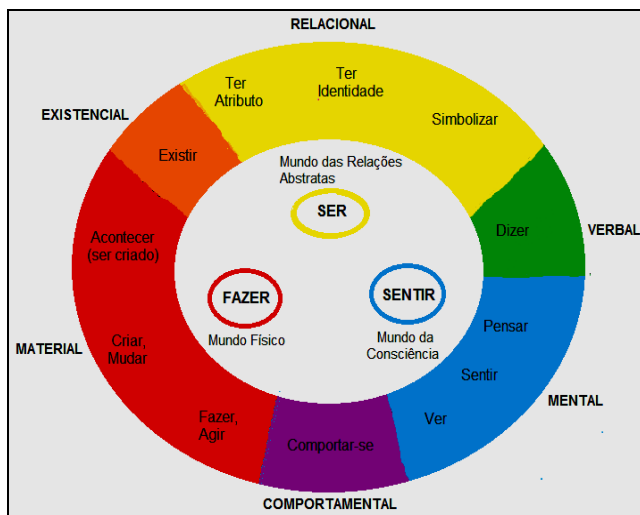 RELACIONAL
Ter
Atributo
Ter
Identidade
Simbolizar
EXISTENCIAL
Existir
Mundo das Relações
Abstratas
SER
Dizer
VERBAL
Acontecer
(ser criado)
FAZER
Mundo Físico
SENTIR
Mundo da
Consciência
Pensar
Sentir
Ver
MENTAL
MATERIAL
Criar,
Mudar
Fazer,
Agir
Comportar-se
COMPORTAMENTAL